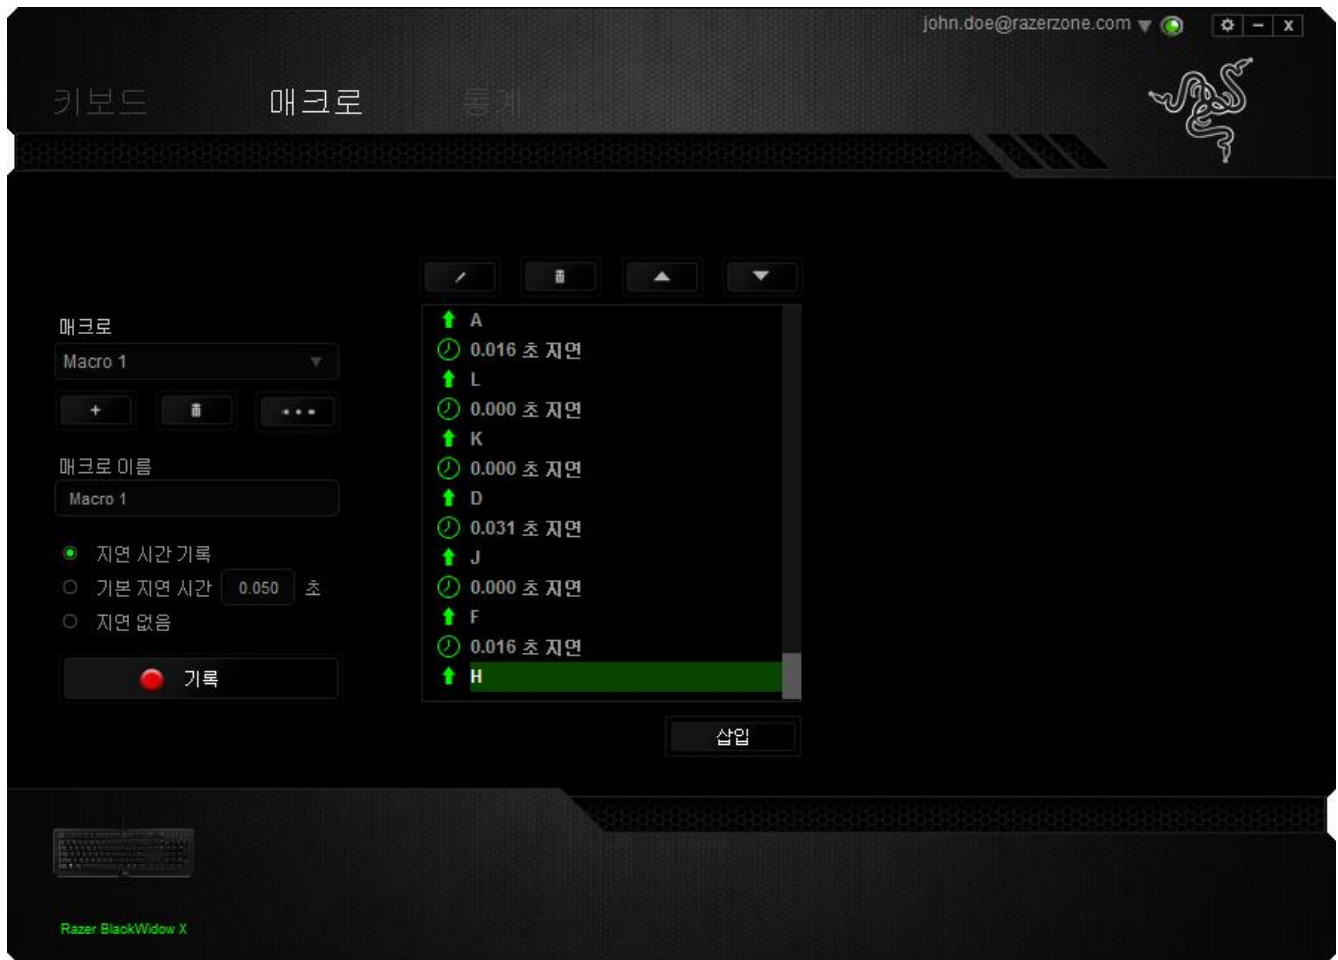 john.doe@razerzone.com
키보드
매크로
통계
매크로
Macro 1
매크로 이름
Macro 1
지연 시간 기록
기본 지연 시간 0.050 초
지연 없음
기록
A
0.016 초 지연
L
0.000 초 지연
K
0.000 초 지연
D
0.031 초 지연
J
0.000 초 지연
F
0.016 초 지연
H
삽입
Razer BlackWidow X